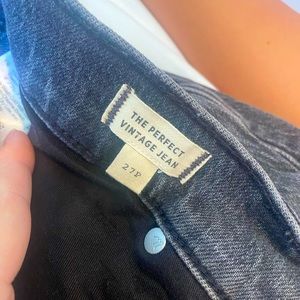 THE PERFECT
VINTAGE JEAN
27P